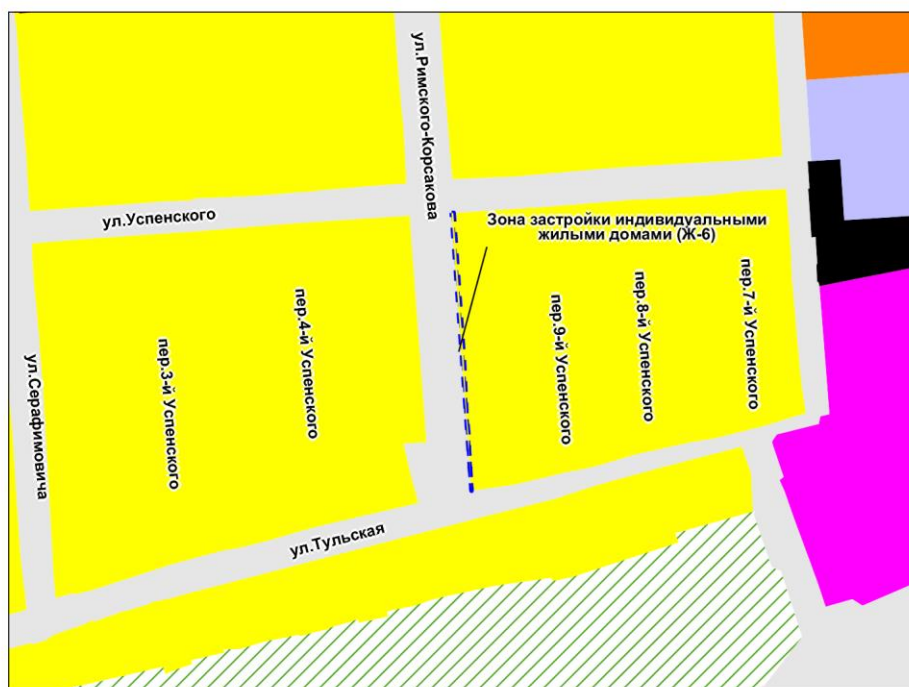 ул.Римского-Корсакова
ул.Успенского
Зона застройки индивидуальными
жилыми домами (Ж-6)
пер.7-й Успенского
пер.8-й Успенского
пер.9-й Успенского
пер.4-й Успенского
пер.3-й Успенского
ул.Серафимовича
ул.Тульская